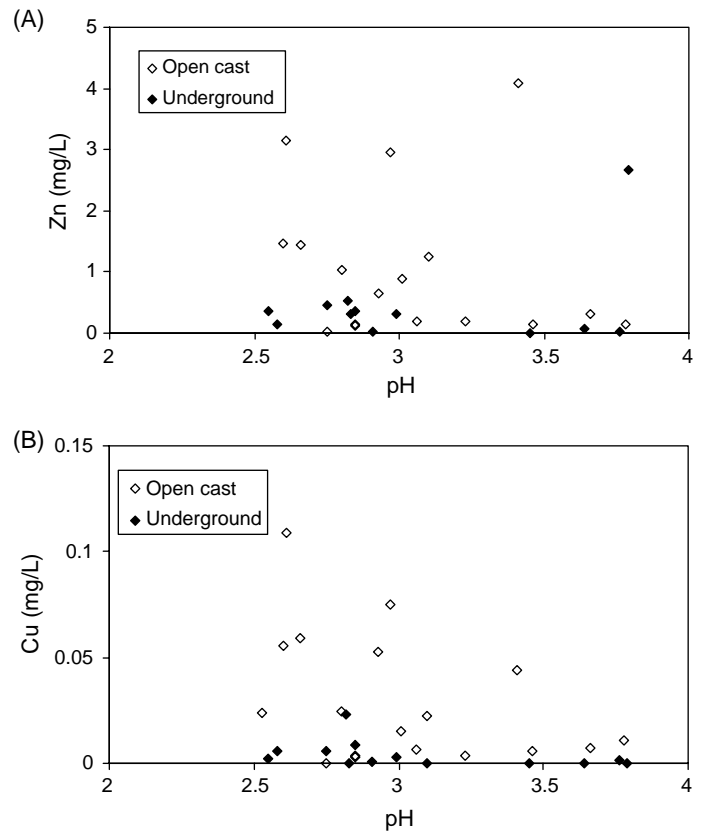 (A)
5
4
3
2
1
0
Zn (mg/L)
Open cast
Underground
2 2.5 3 3.5 4
pH
(B)
0.15
0.1
0.05
0
Cu (mg/L)
Open cast
Underground
2 2.5 3 3.5 4
pH